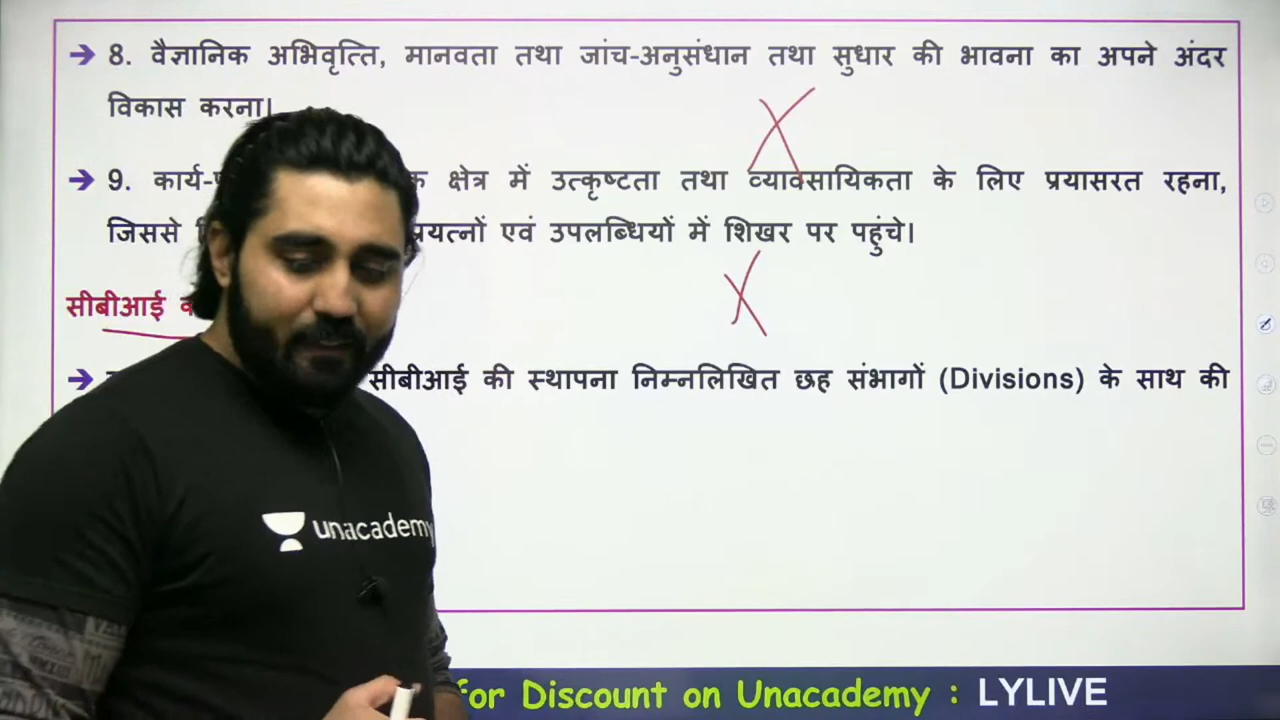 → 8. वैज्ञानिक अभिवृत्ति, मानवता तथा जांच-अनुसंधान तथा सुधार की भावना का अपने अंदर
विकास करना।
→ 9. कार्य- क्षेत्र में उत्कृष्टता तथा व्यावसायिकता के लिए प्रयासरत रहना,
जिससे प्रयत्नों एवं उपलब्धियों में शिखर पर पहुंचे।
सीबीआई
→ सीबीआई की स्थापना निम्नलिखित छह संभागों (Divisions) के साथ की
unacademy
for Discount on Unacademy : LYLIVE